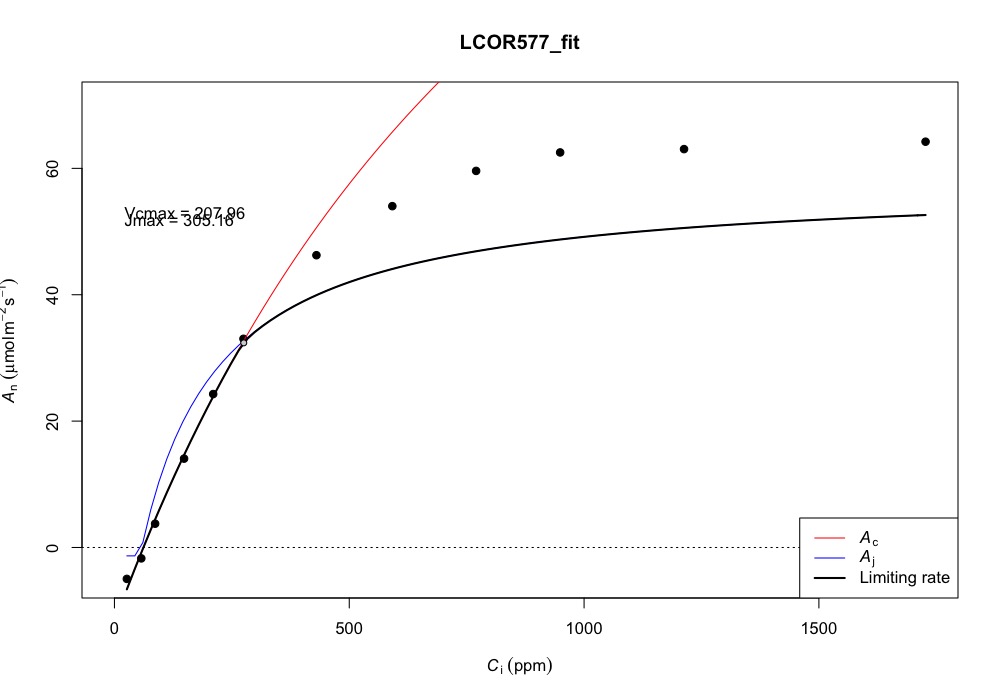 LCOR577_fit
Vcmax = 207.96
Jmax = 305.16
60
40
20
0
Aₙ (μmolm⁻²s⁻¹)
Ac
Aj
Limiting rate
0 500 1000 1500
Cᵢ (ppm)